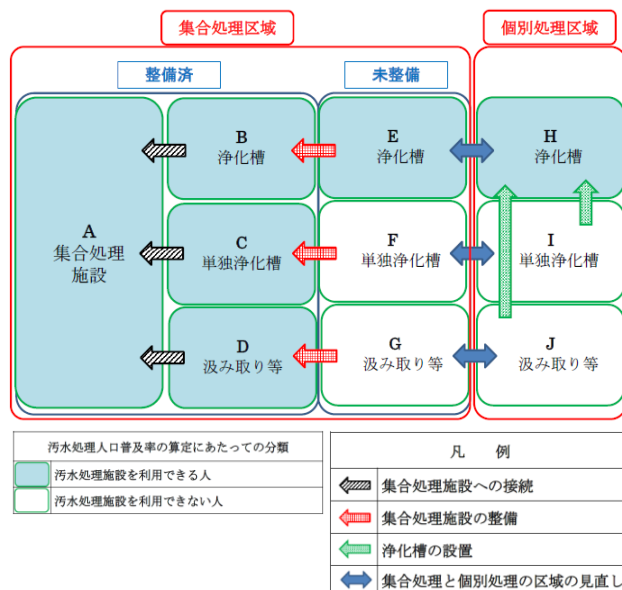 集合処理区域
個別処理区域
整備済
未整備
A
集合処理
施設
B
浄化槽
E
浄化槽
H
浄化槽
C
単独浄化槽
F
単独浄化槽
I
単独浄化槽
D
汲み取り等
G
汲み取り等
J
汲み取り等
汚水処理人口普及率の算定にあたっての分類
汚水処理施設を利用できる人
汚水処理施設を利用できない人
凡 例
集合処理施設への接続
集合処理施設の整備
浄化槽の設置
集合処理と個別処理の区域の見直し